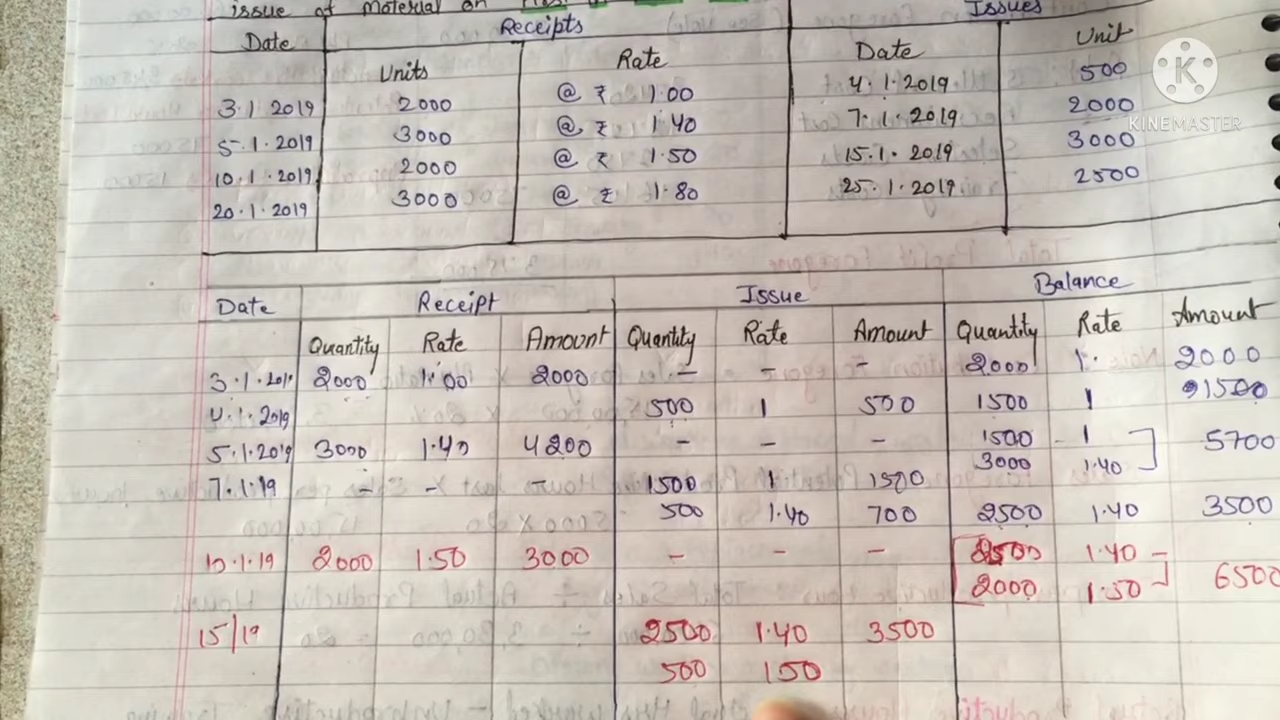 issue of Material on
Receipts Issues
Date Units Rate Date Unit
3.1.2019 2000 @ ₹ 1.00 4.1.2019 500
5.1.2019 3000 @ ₹ 1.40 7.1.2019 2000
10.1.2019 2000 @ ₹ 1.50 15.1.2019 3000
20.1.2019 3000 @ ₹ 1.80 25.1.2019 2500
KINEMASTER
Date Receipt Issue Balance
Quantity Rate Amount Quantity Rate Amount Quantity Rate Amount
3.1.2019 2000 1.00 2000 - - - 2000 1. 2000
4.1.2019 500 1 500 1500 1 1500
5.1.2019 3000 1.40 4200 - - - 1500 - 1 5700
3000 1.40
7.1.19 - - - 1500 1 1500
500 1.40 700 2500 1.40 3500
10.1.19 2000 1.50 3000 - - - 2500 1.40
2000 1.50 6500
15/19 2500 1.40 3500
500 1.50